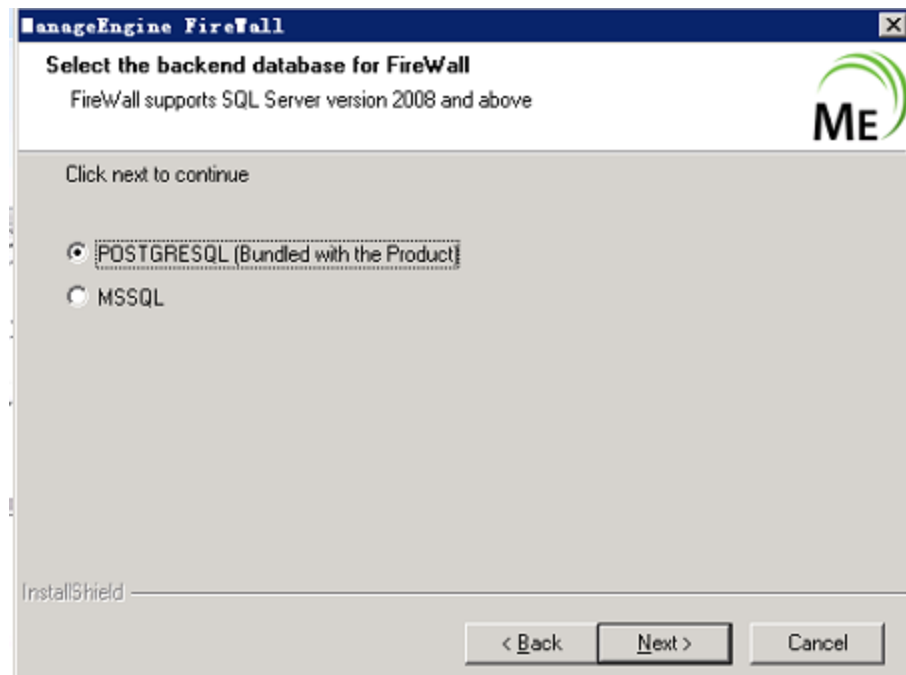 ManageEngine FireWall
Select the backend database for FireWall
FireWall supports SQL Server version 2008 and above
ME
Click next to continue
POSTGRESQL (Bundled with the Product)
MSSQL
InstallShield
< Back
Next >
Cancel